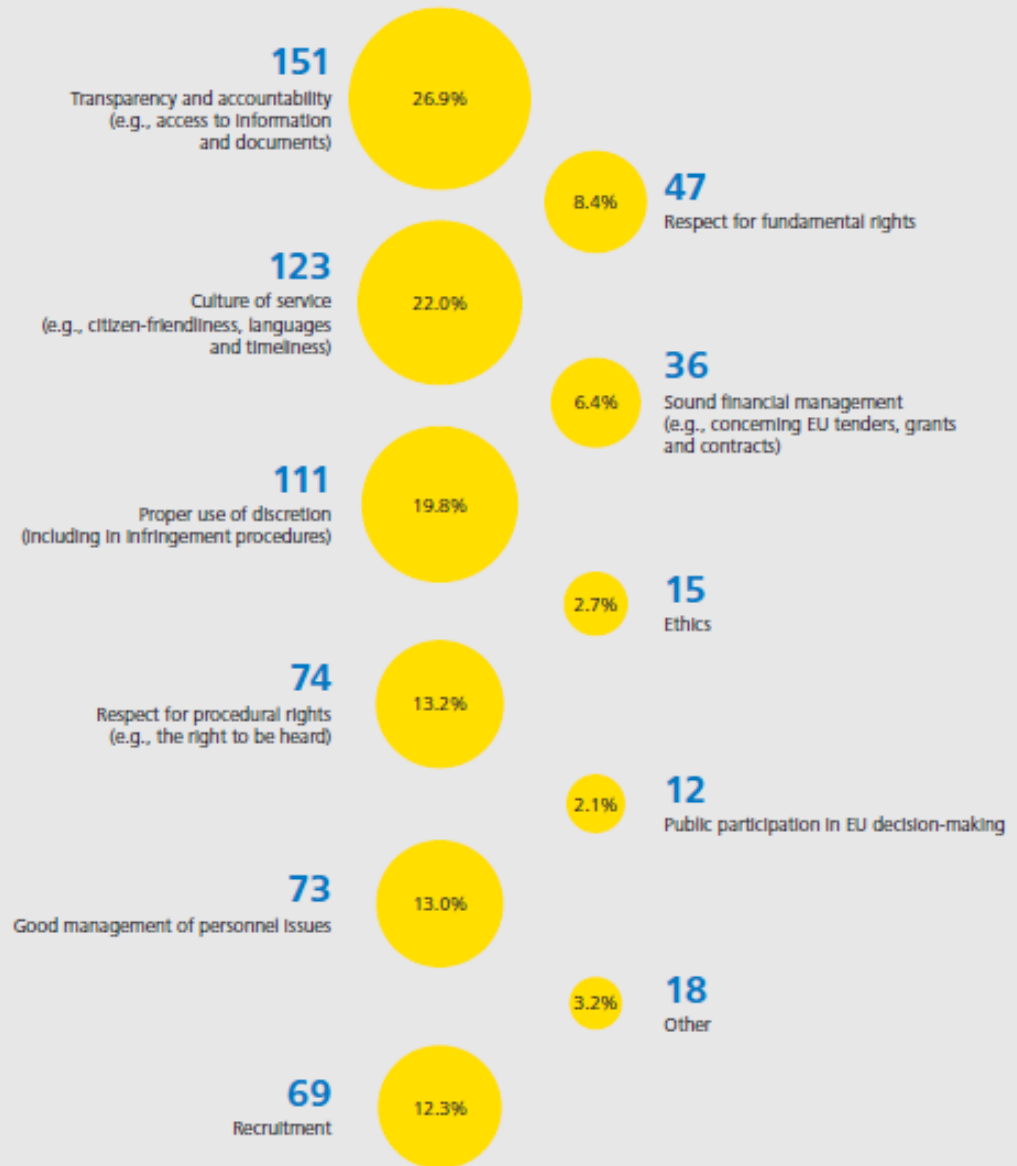 151
Transparency and accountability
(e.g., access to information
and documents)
26.9%
8.4%
47
Respect for fundamental rights
123
Culture of service
(e.g., citizen-friendliness, languages
and timeliness)
22.0%
6.4%
36
Sound financial management
(e.g., concerning EU tenders, grants
and contracts)
111
Proper use of discretion
(including in infringement procedures)
19.8%
2.7%
15
Ethics
74
Respect for procedural rights
(e.g., the right to be heard)
13.2%
2.1%
12
Public participation in EU decision-making
73
Good management of personnel issues
13.0%
3.2%
18
Other
69
Recruitment
12.3%